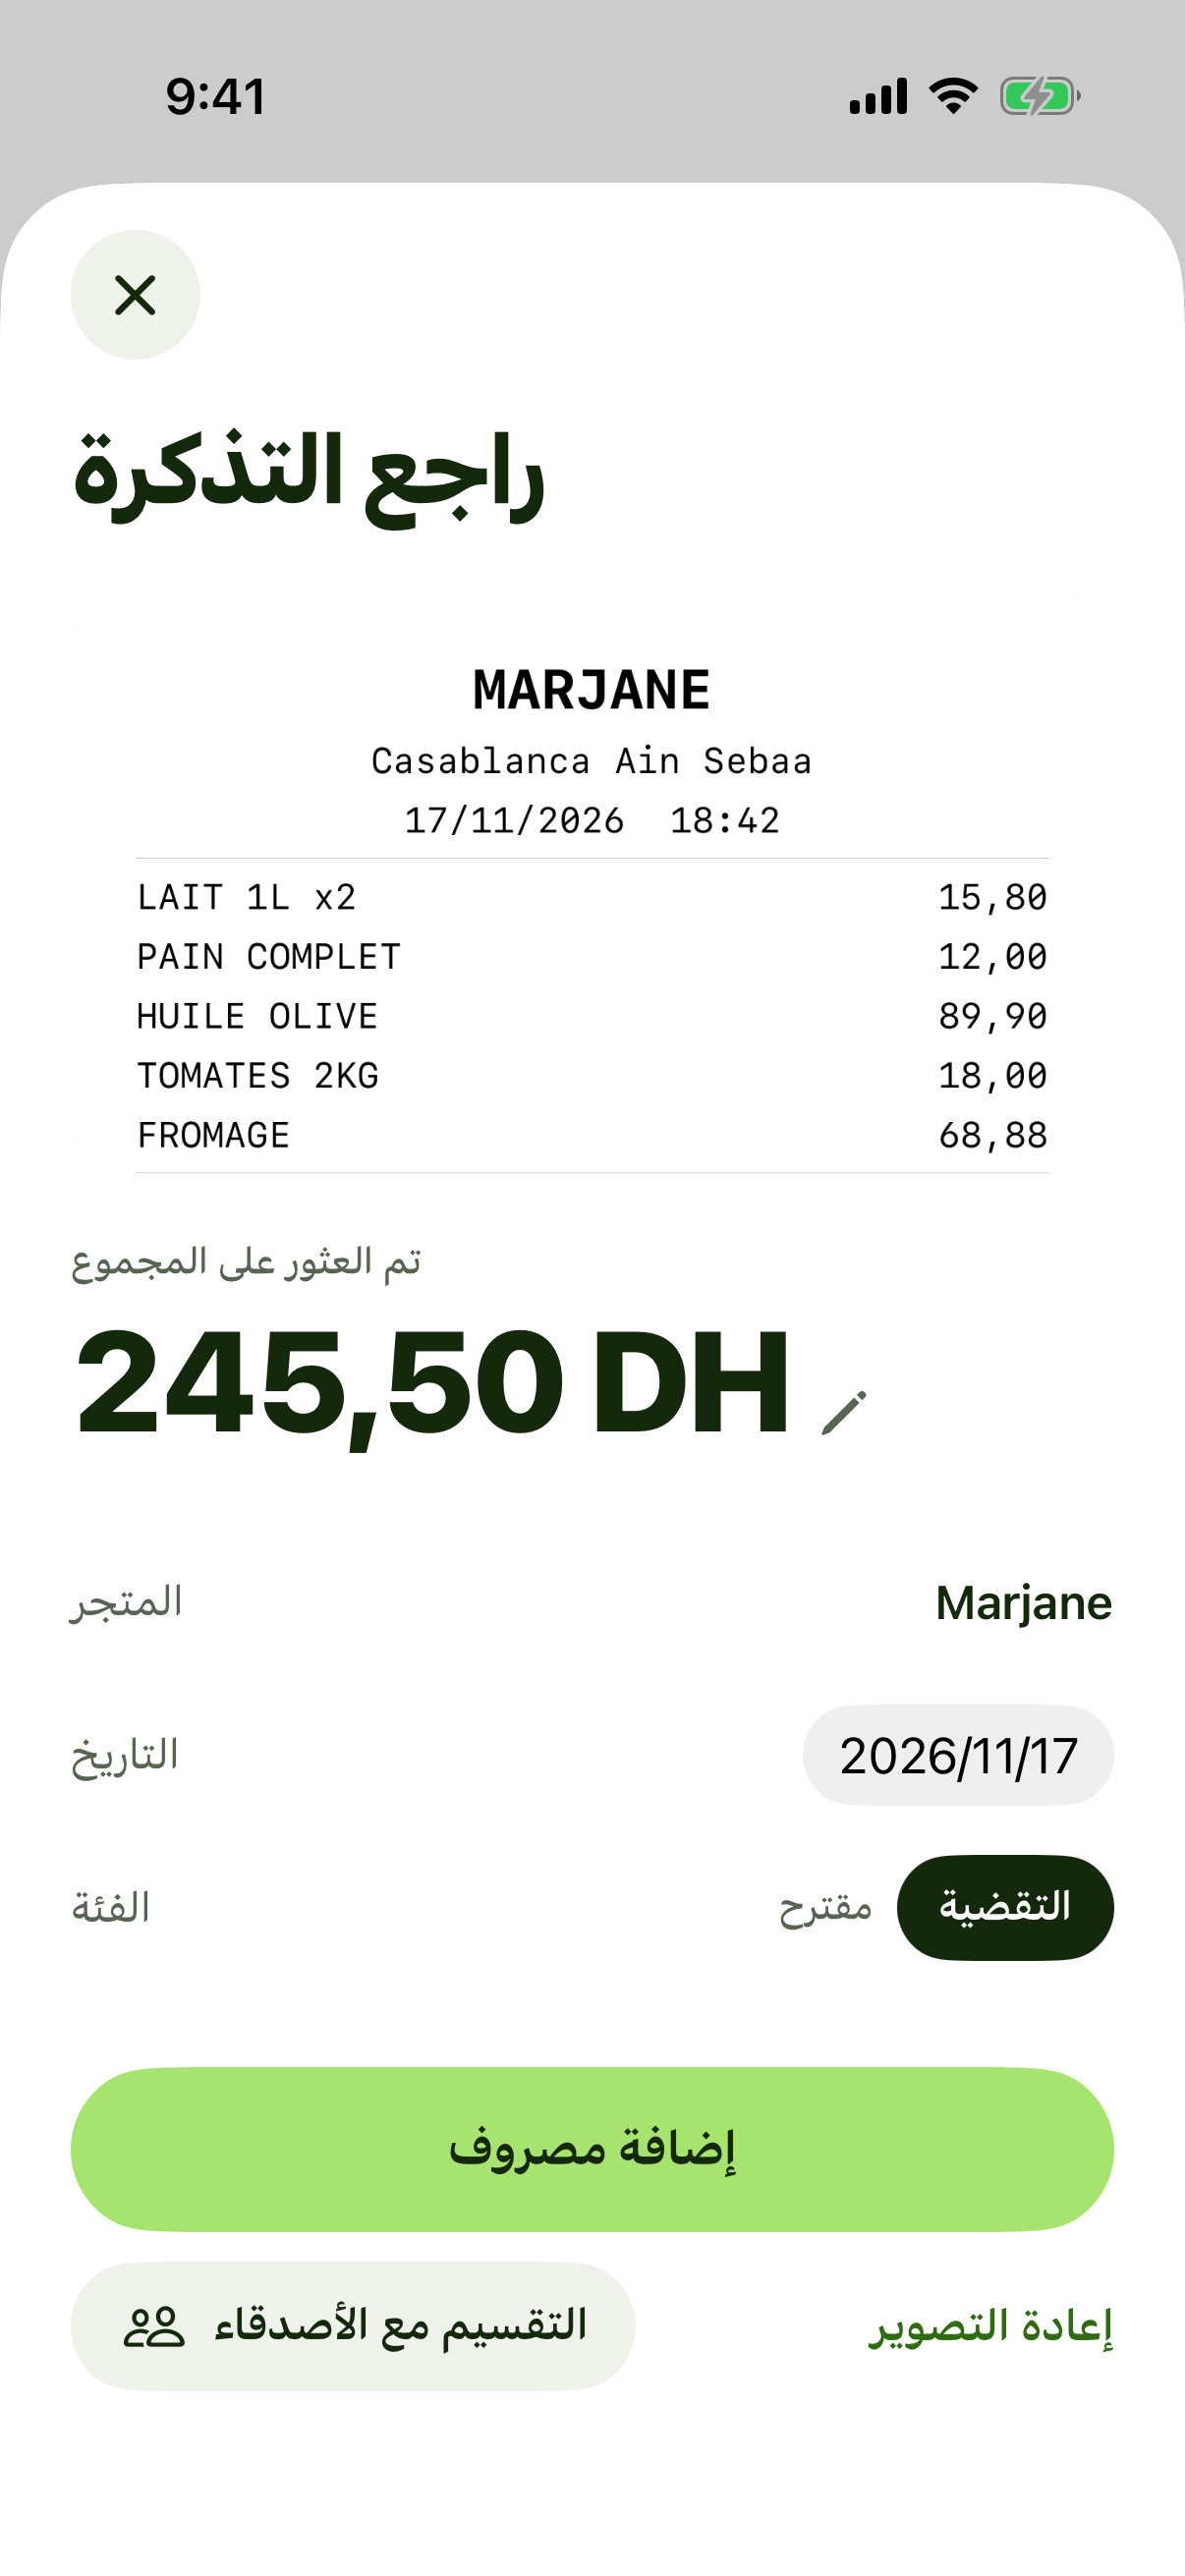 9:41
راجع التذكرة
MARJANE
Casablanca Ain Sebaa
17/11/2026 18:42
LAIT 1L x2 15,80
PAIN COMPLET 12,00
HUILE OLIVE 89,90
TOMATES 2KG 18,00
FROMAGE 68,88
تم العثور على المجموع
245,50 DH
المتجر Marjane
التاريخ 2026/11/17
الفئة مقترح التقضية
إضافة مصروف
التقسيم مع الأصدقاء إعادة التصوير